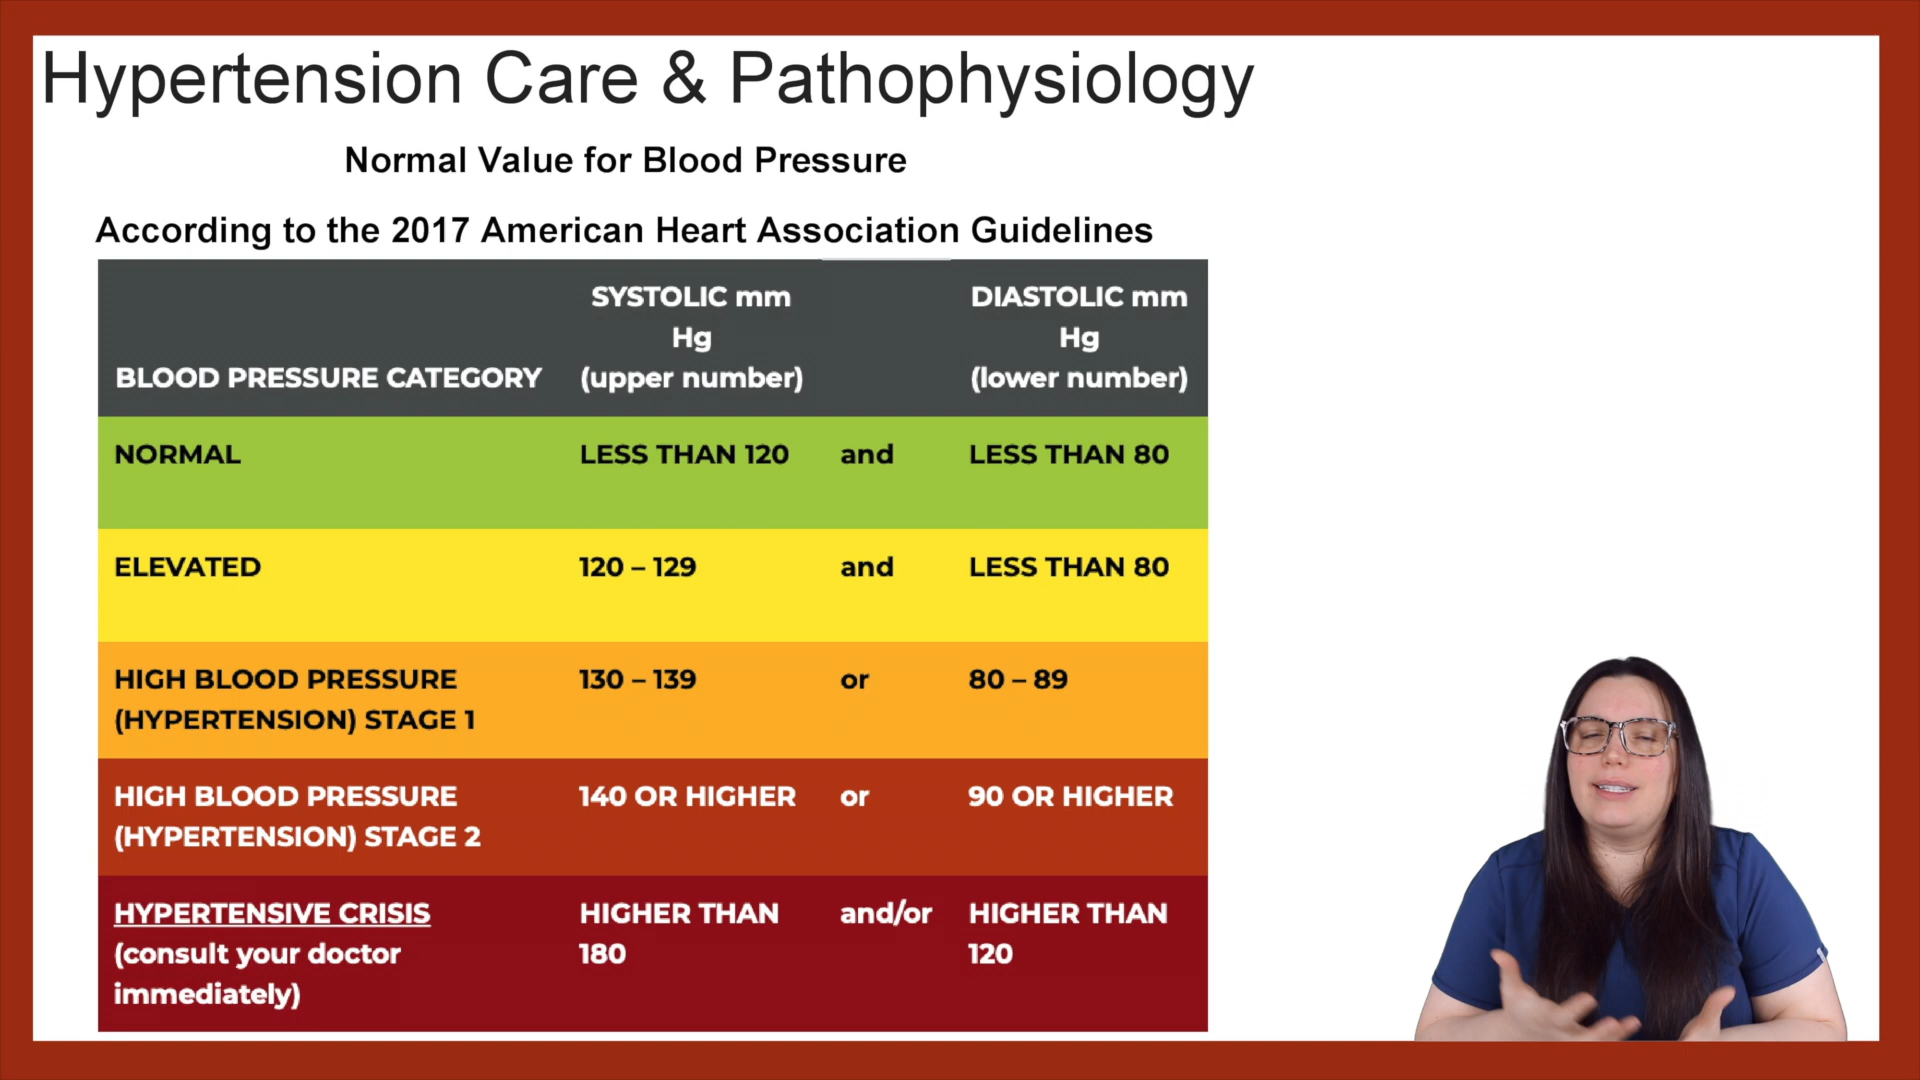 Hypertension Care & Pathophysiology
Normal Value for Blood Pressure
According to the 2017 American Heart Association Guidelines
BLOOD PRESSURE CATEGORY
SYSTOLIC mm
Hg
(upper number)
DIASTOLIC mm
Hg
(lower number)
NORMAL LESS THAN 120 and LESS THAN 80
ELEVATED 120 – 129 and LESS THAN 80
HIGH BLOOD PRESSURE 130 – 139 or 80 – 89
(HYPERTENSION) STAGE 1
HIGH BLOOD PRESSURE 140 OR HIGHER or 90 OR HIGHER
(HYPERTENSION) STAGE 2
HYPERTENSIVE CRISIS HIGHER THAN and/or HIGHER THAN
(consult your doctor 180 120
immediately)